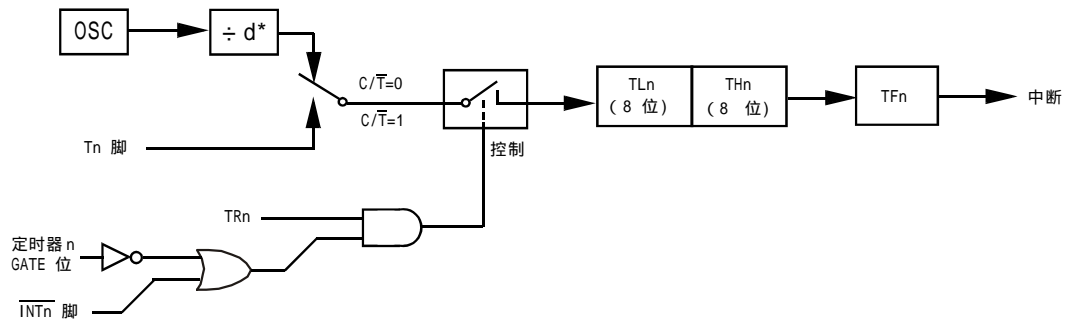 OSC
÷ d*
C/T̅=0
C/T̅=1
Tn 脚
控制
TLn
(8 位)
THn
(8 位)
TFn
中断
TRn
定时器n
GATE 位
I̅N̅T̅n̅ 脚